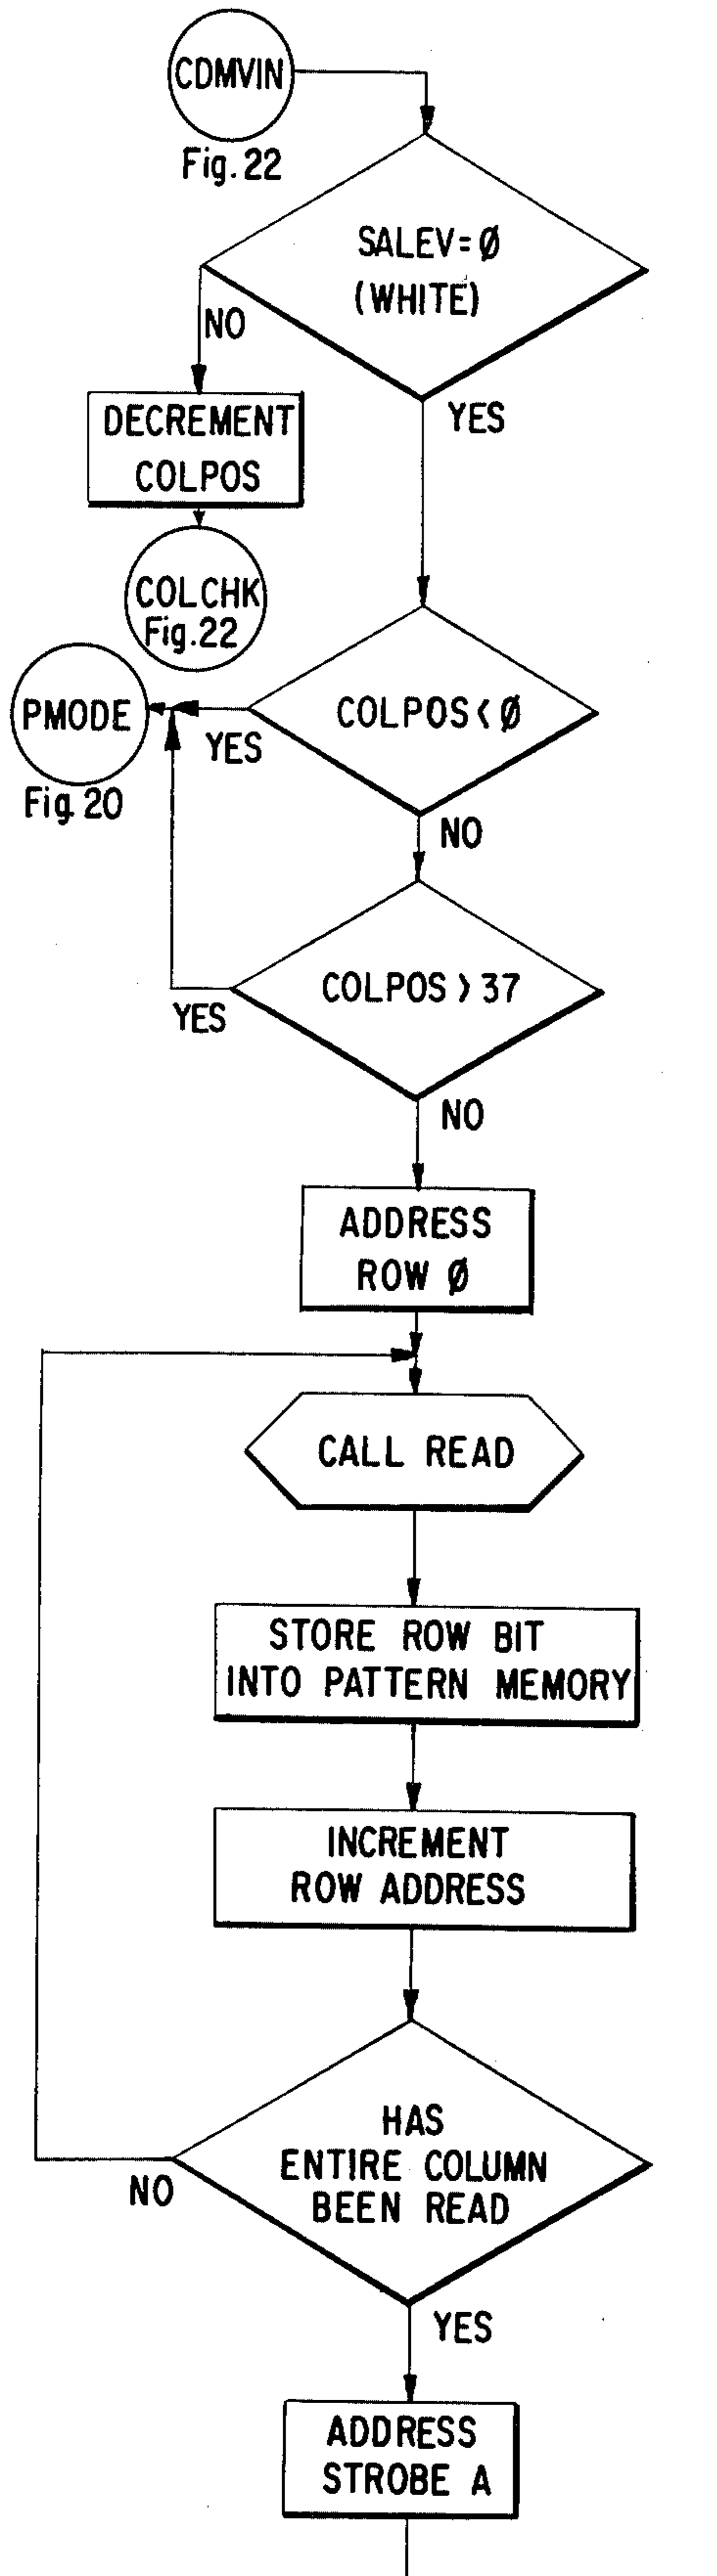 CDMVIN
Fig. 22
SALEV=Ø
(WHITE)
NO
YES
DECREMENT
COLPOS
COLCHK
Fig. 22
COLPOS < Ø
PMODE
YES
Fig. 20
NO
COLPOS > 37
YES
NO
ADDRESS
ROW Ø
CALL READ
STORE ROW BIT
INTO PATTERN MEMORY
INCREMENT
ROW ADDRESS
HAS
ENTIRE COLUMN
BEEN READ
NO
YES
ADDRESS
STROBE A